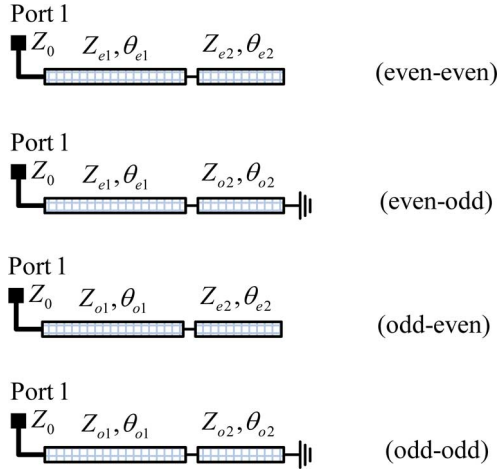 Port 1
Z₀ Zₑ₁,θₑ₁ Zₑ₂,θₑ₂ (even-even)
Port 1
Z₀ Zₑ₁,θₑ₁ Zₒ₂,θₒ₂ (even-odd)
Port 1
Z₀ Zₒ₁,θₒ₁ Zₑ₂,θₑ₂ (odd-even)
Port 1
Z₀ Zₒ₁,θₒ₁ Zₒ₂,θₒ₂ (odd-odd)